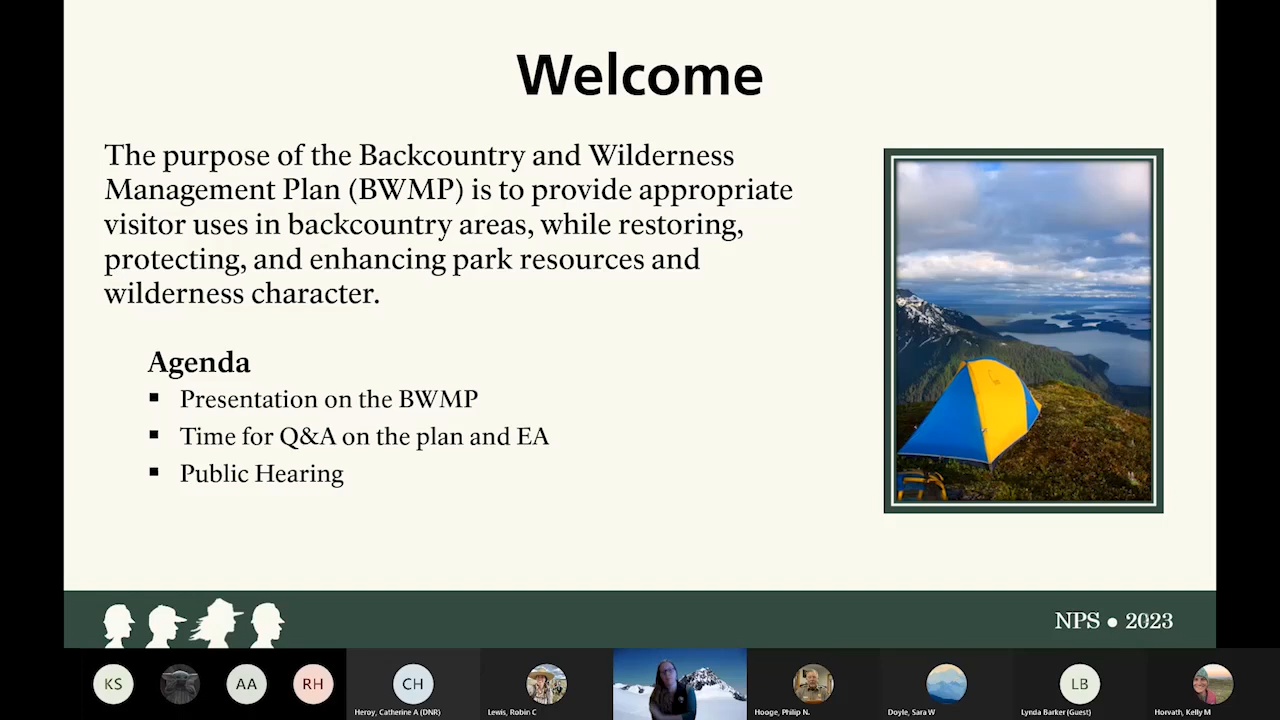 Welcome
The purpose of the Backcountry and Wilderness
Management Plan (BWMP) is to provide appropriate
visitor uses in backcountry areas, while restoring,
protecting, and enhancing park resources and
wilderness character.
Agenda
▪ Presentation on the BWMP
▪ Time for Q&A on the plan and EA
▪ Public Hearing
NPS ● 2023
KS
AA
RH
CH
LB
Heroy, Catherine A (DNR)
Lewis, Robin C
Hooge, Philip N.
Doyle, Sara W
Lynda Barker (Guest)
Horvath, Kelly M